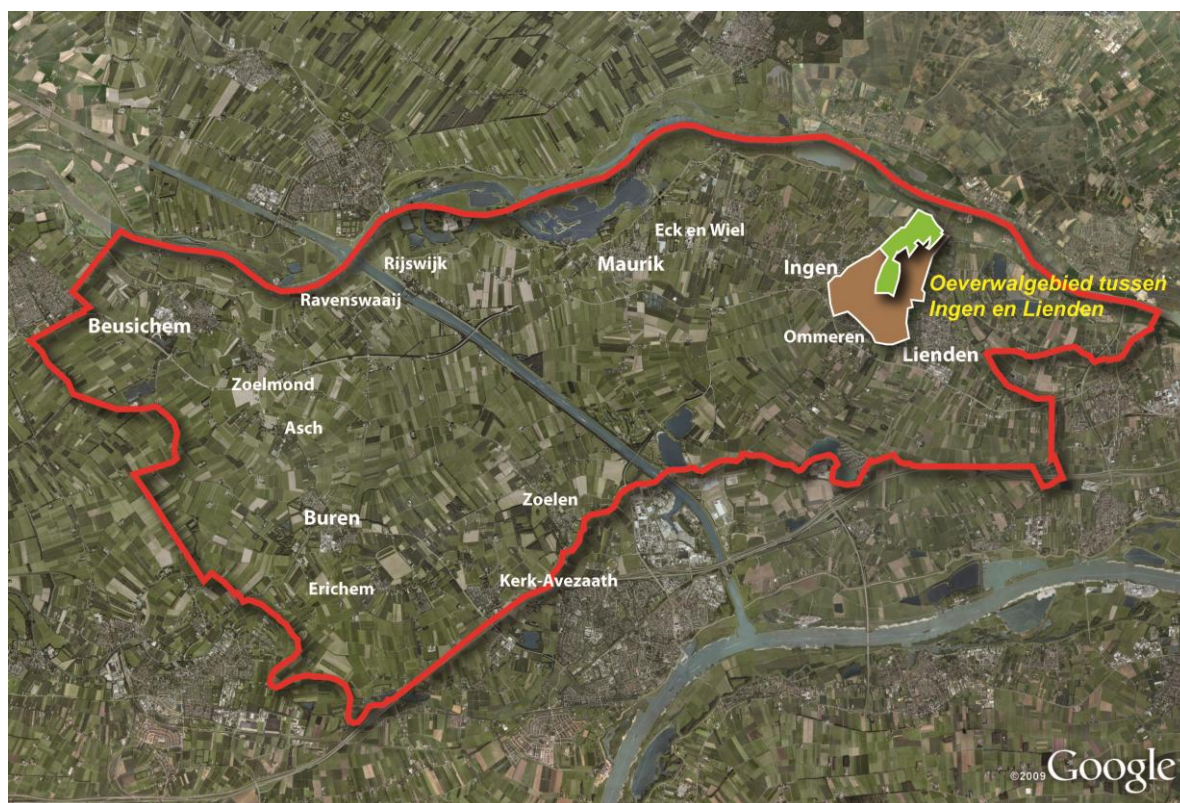 Eck en Wiel
Rijswijk
Maurik
Ingen
Ravenswaaij
Oeverwalgebied tussen
Ingen en Lienden
Beusichem
Ommeren
Lienden
Zoelmond
Asch
Zoelen
Buren
Kerk-Avezaath
Erichem
©2009 Google